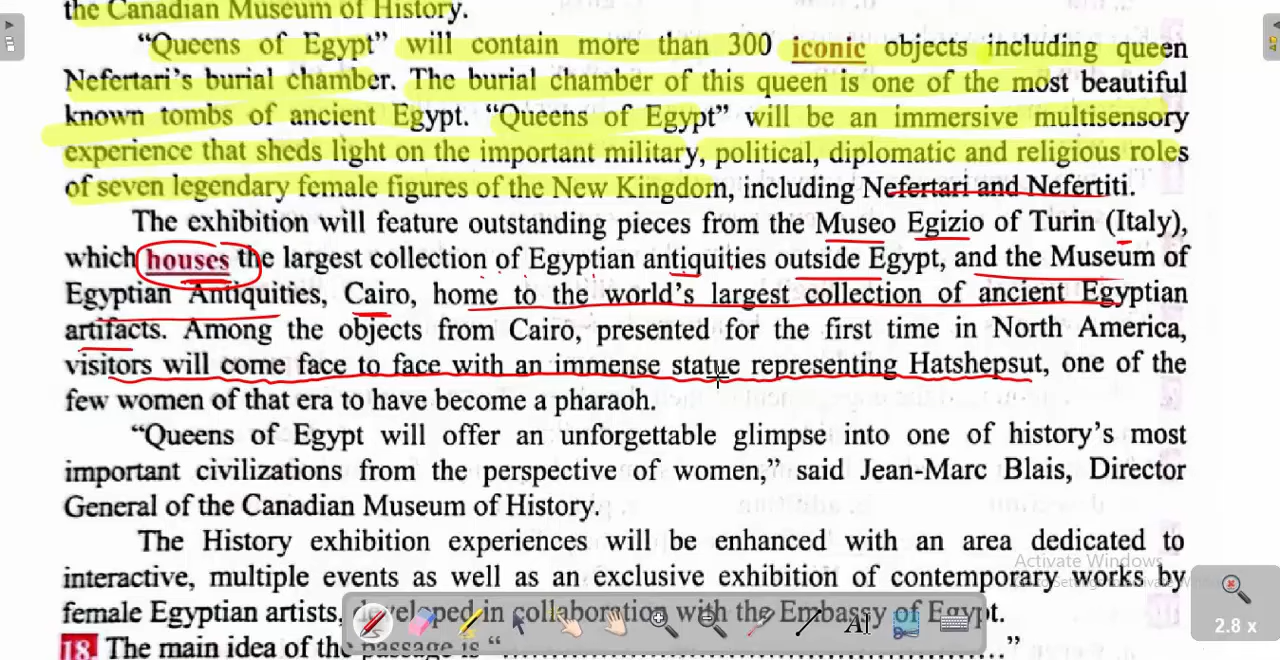 the Canadian Museum of History.
“Queens of Egypt” will contain more than 300 iconic objects including queen
Nefertari’s burial chamber. The burial chamber of this queen is one of the most beautiful
known tombs of ancient Egypt. “Queens of Egypt” will be an immersive multisensory
experience that sheds light on the important military, political, diplomatic and religious roles
of seven legendary female figures of the New Kingdom, including Nefertari and Nefertiti.
The exhibition will feature outstanding pieces from the Museo Egizio of Turin (Italy),
which houses the largest collection of Egyptian antiquities outside Egypt, and the Museum of
Egyptian Antiquities, Cairo, home to the world’s largest collection of ancient Egyptian
artifacts. Among the objects from Cairo, presented for the first time in North America,
visitors will come face to face with an immense statue representing Hatshepsut, one of the
few women of that era to have become a pharaoh.
“Queens of Egypt will offer an unforgettable glimpse into one of history’s most
important civilizations from the perspective of women,” said Jean-Marc Blais, Director
General of the Canadian Museum of History.
The History exhibition experiences will be enhanced with an area dedicated to
Activate Windows
interactive, multiple events as well as an exclusive exhibition of contemporary works by
female Egyptian artists, developed in collaboration with the Embassy of Egypt.
2.8 x
18. The main idea of the passage is “ ..................................................”